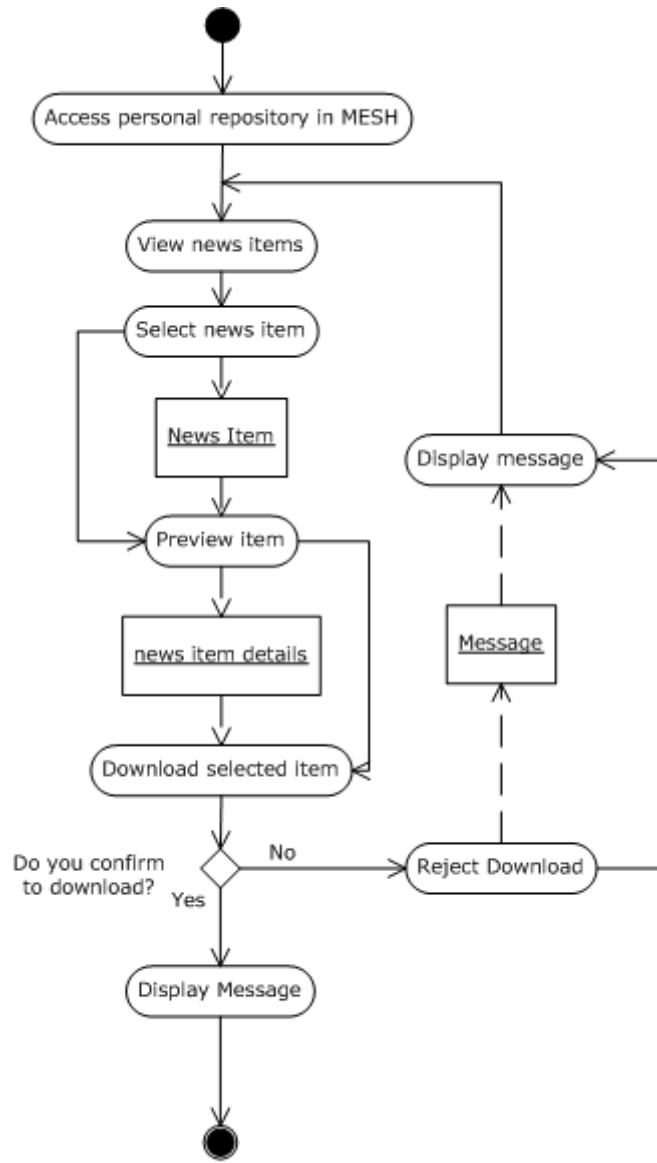 Access personal repository in MESH
View news items
Select news item
News Item
Display message
Preview item
Message
news item details
Download selected item
Do you confirm
to download?
No
Reject Download
Yes
Display Message